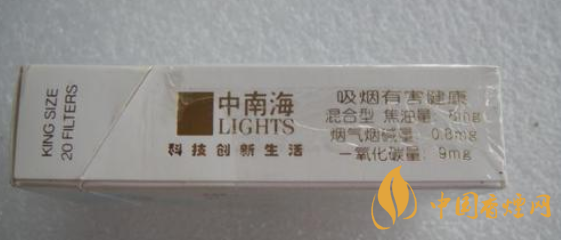 KING SIZE
20 FILTERS
中南海
LIGHTS
科技创新生活
吸烟有害健康
混合型 焦油量:
烟气烟碱量: 0.8mg
一氧化碳量: 9mg
中国香烟网